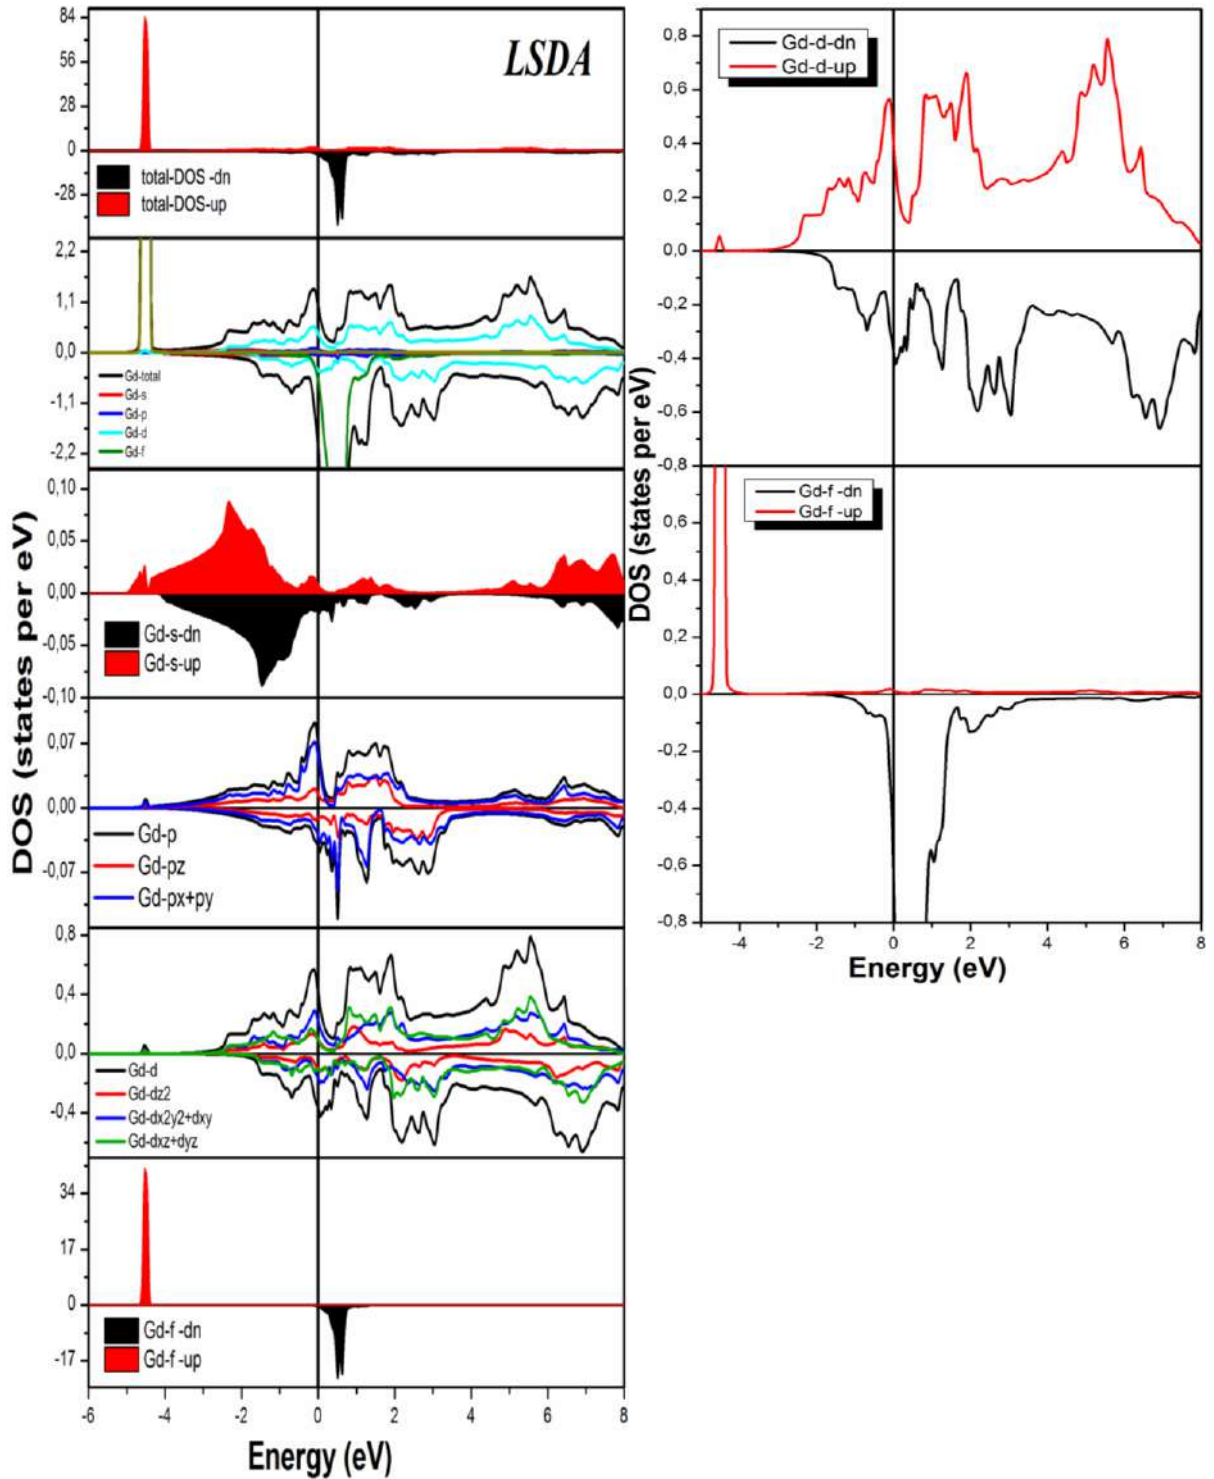 LSDA
84
56
28
0
-28
total-DOS -dn
total-DOS-up
2,2
1,1
0,0
-1,1
-2,2
Gd-total
Gd-s
Gd-p
Gd-d
Gd-f
0,10
0,05
0,00
-0,05
-0,10
Gd-s-dn
Gd-s-up
0,07
0,00
-0,07
Gd-p
Gd-pz
Gd-px+py
0,8
0,4
0,0
-0,4
Gd-d
Gd-dz2
Gd-dx2y2+dxy
Gd-dxz+dyz
34
17
0
-17
Gd-f -dn
Gd-f -up
-6 -4 -2 0 2 4 6 8
Energy (eV)
DOS (states per eV)
0,8
0,6
0,4
0,2
0,0
-0,2
-0,4
-0,6
-0,8
Gd-d-dn
Gd-d-up
0,8
0,6
0,4
0,2
0,0
-0,2
-0,4
-0,6
-0,8
Gd-f -dn
Gd-f -up
-4 -2 0 2 4 6 8
Energy (eV)
DOS (states per eV)